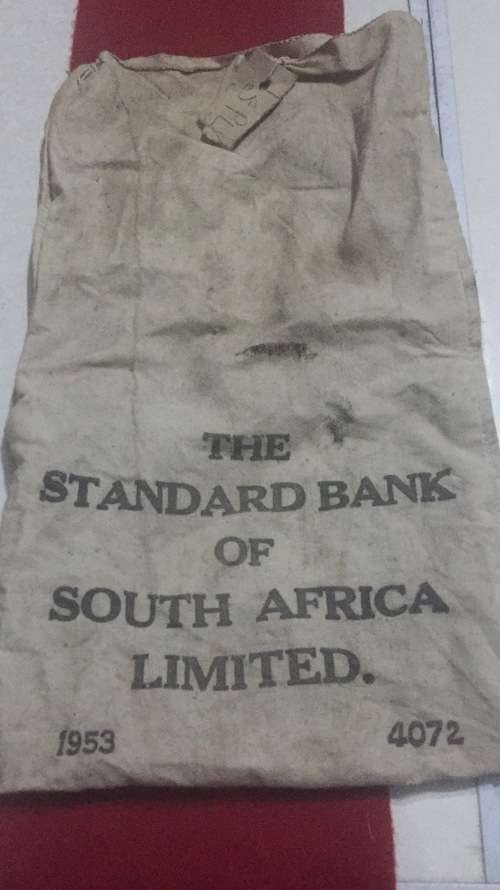 THE
STANDARD BANK
OF
SOUTH AFRICA
LIMITED.
1953 4072